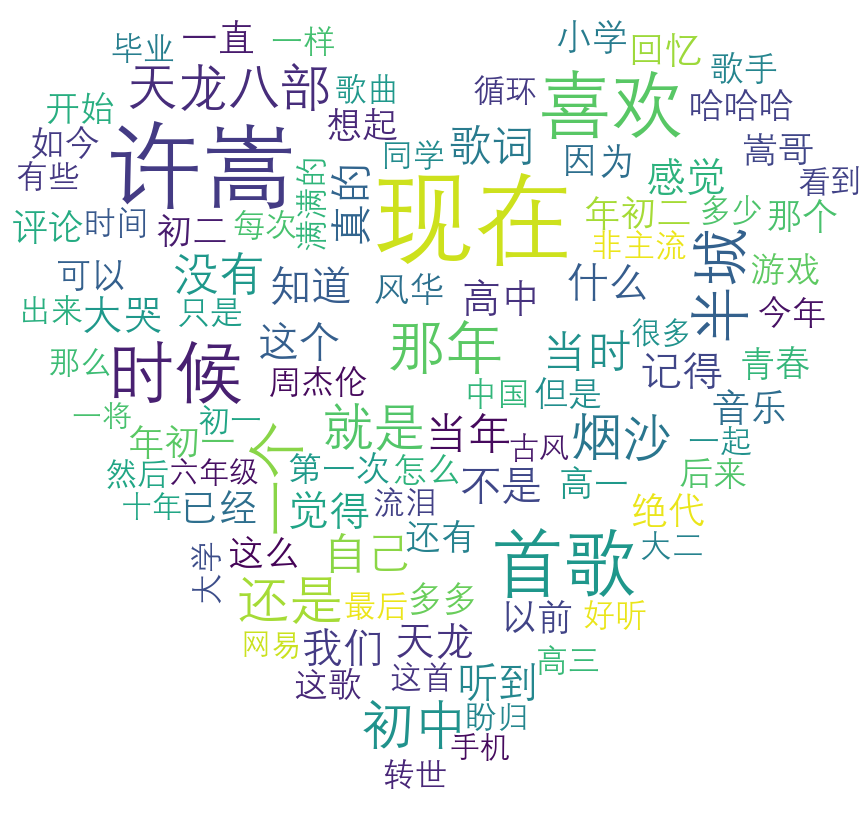 毕业
一直
一样
小学
回忆
歌手
天龙八部
歌曲
循环
喜欢
哈哈哈
开始
想起
如今
许嵩
同学
歌词
因为
感觉
嵩哥
有些
满满的
真的
现在
看到
评论
时间
初二
每次
年初二
多少
那个
非主流
没有
可以
知道
风华
高中
什么
半城
游戏
出来
大哭
只是
这个
那年
当时
很多
今年
那么
时候
周杰伦
记得
青春
中国
但是
一将
初一
年初一
一个
就是
当年
古风
烟沙
音乐
一起
然后
六年级
第一次
怎么
不是
高一
后来
十年
已经
觉得
流泪
还有
绝代
大二
大学
这么
自己
首歌
还是
最后
多多
以前
好听
网易
我们
天龙
这歌
这首
听到
高三
初中
盼归
手机
转世